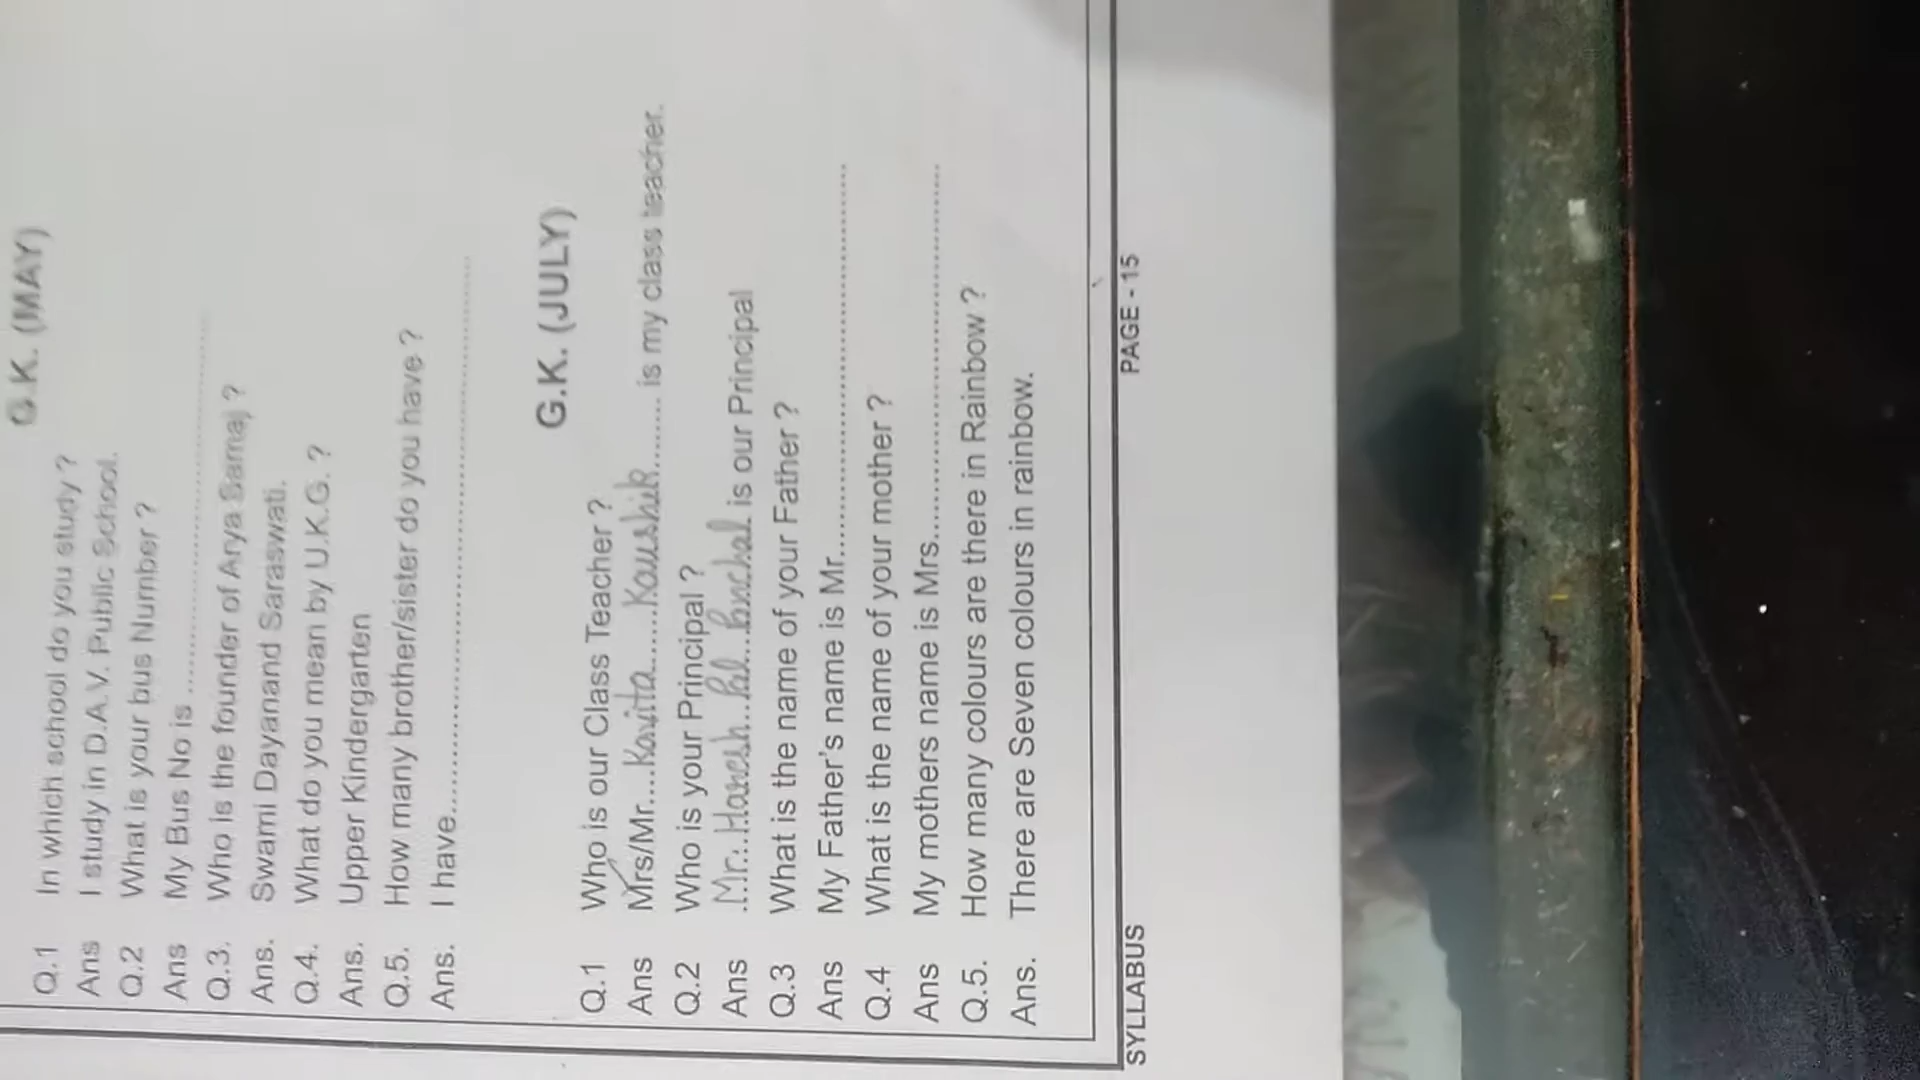 G.K. (MAY)
Q.1 In which school do you study ?
Ans I study in D.A.V. Public School.
Q.2 What is your bus Number ?
Ans My Bus No is ....................
Q.3. Who is the founder of Arya Samaj ?
Ans. Swami Dayanand Saraswati.
Q.4. What do you mean by U.K.G. ?
Ans. Upper Kindergarten
Q.5. How many brother/sister do you have ?
Ans. I have....................
G.K. (JULY)
Q.1 Who is our Class Teacher ?
Ans Mrs/Mr....Kavita.....Kaushik........ is my class teacher.
Q.2 Who is your Principal ?
Ans .Mr. Haresh Pal Panchal is our Principal
Q.3 What is the name of your Father ?
Ans My Father's name is Mr....................
Q.4 What is the name of your mother ?
Ans My mothers name is Mrs....................
Q.5. How many colours are there in Rainbow ?
Ans. There are Seven colours in rainbow.
SYLLABUS PAGE - 15